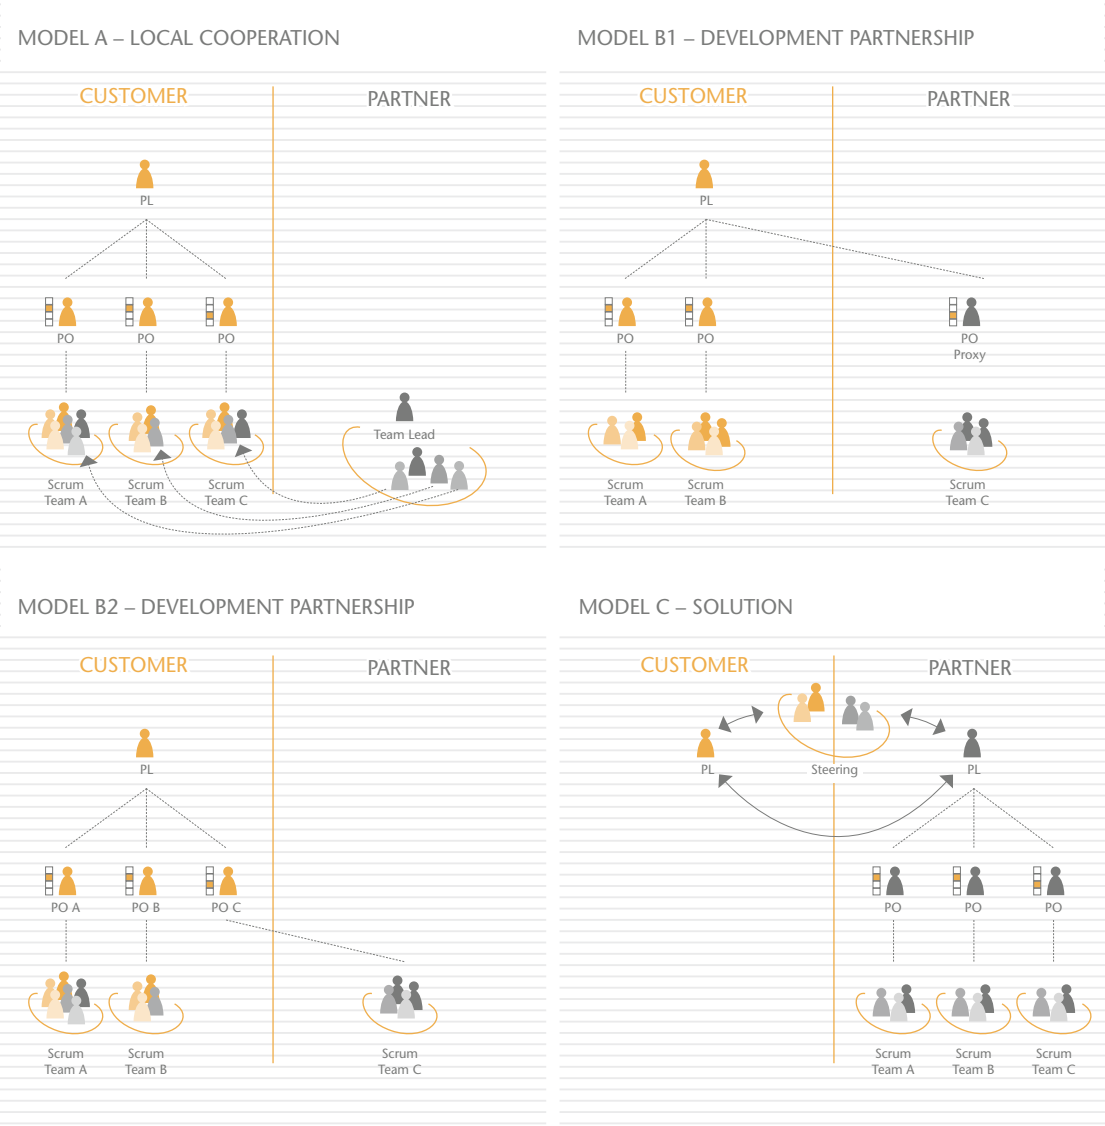 MODEL A – LOCAL COOPERATION
CUSTOMER
PARTNER
PL
PO
PO
PO
Team Lead
Scrum
Team A
Scrum
Team B
Scrum
Team C
MODEL B1 – DEVELOPMENT PARTNERSHIP
CUSTOMER
PARTNER
PL
PO
PO
PO
Proxy
Scrum
Team A
Scrum
Team B
Scrum
Team C
MODEL B2 – DEVELOPMENT PARTNERSHIP
CUSTOMER
PARTNER
PL
PO A
PO B
PO C
Scrum
Team A
Scrum
Team B
Scrum
Team C
MODEL C – SOLUTION
CUSTOMER
PARTNER
PL
Steering
PL
PO
PO
PO
Scrum
Team A
Scrum
Team B
Scrum
Team C